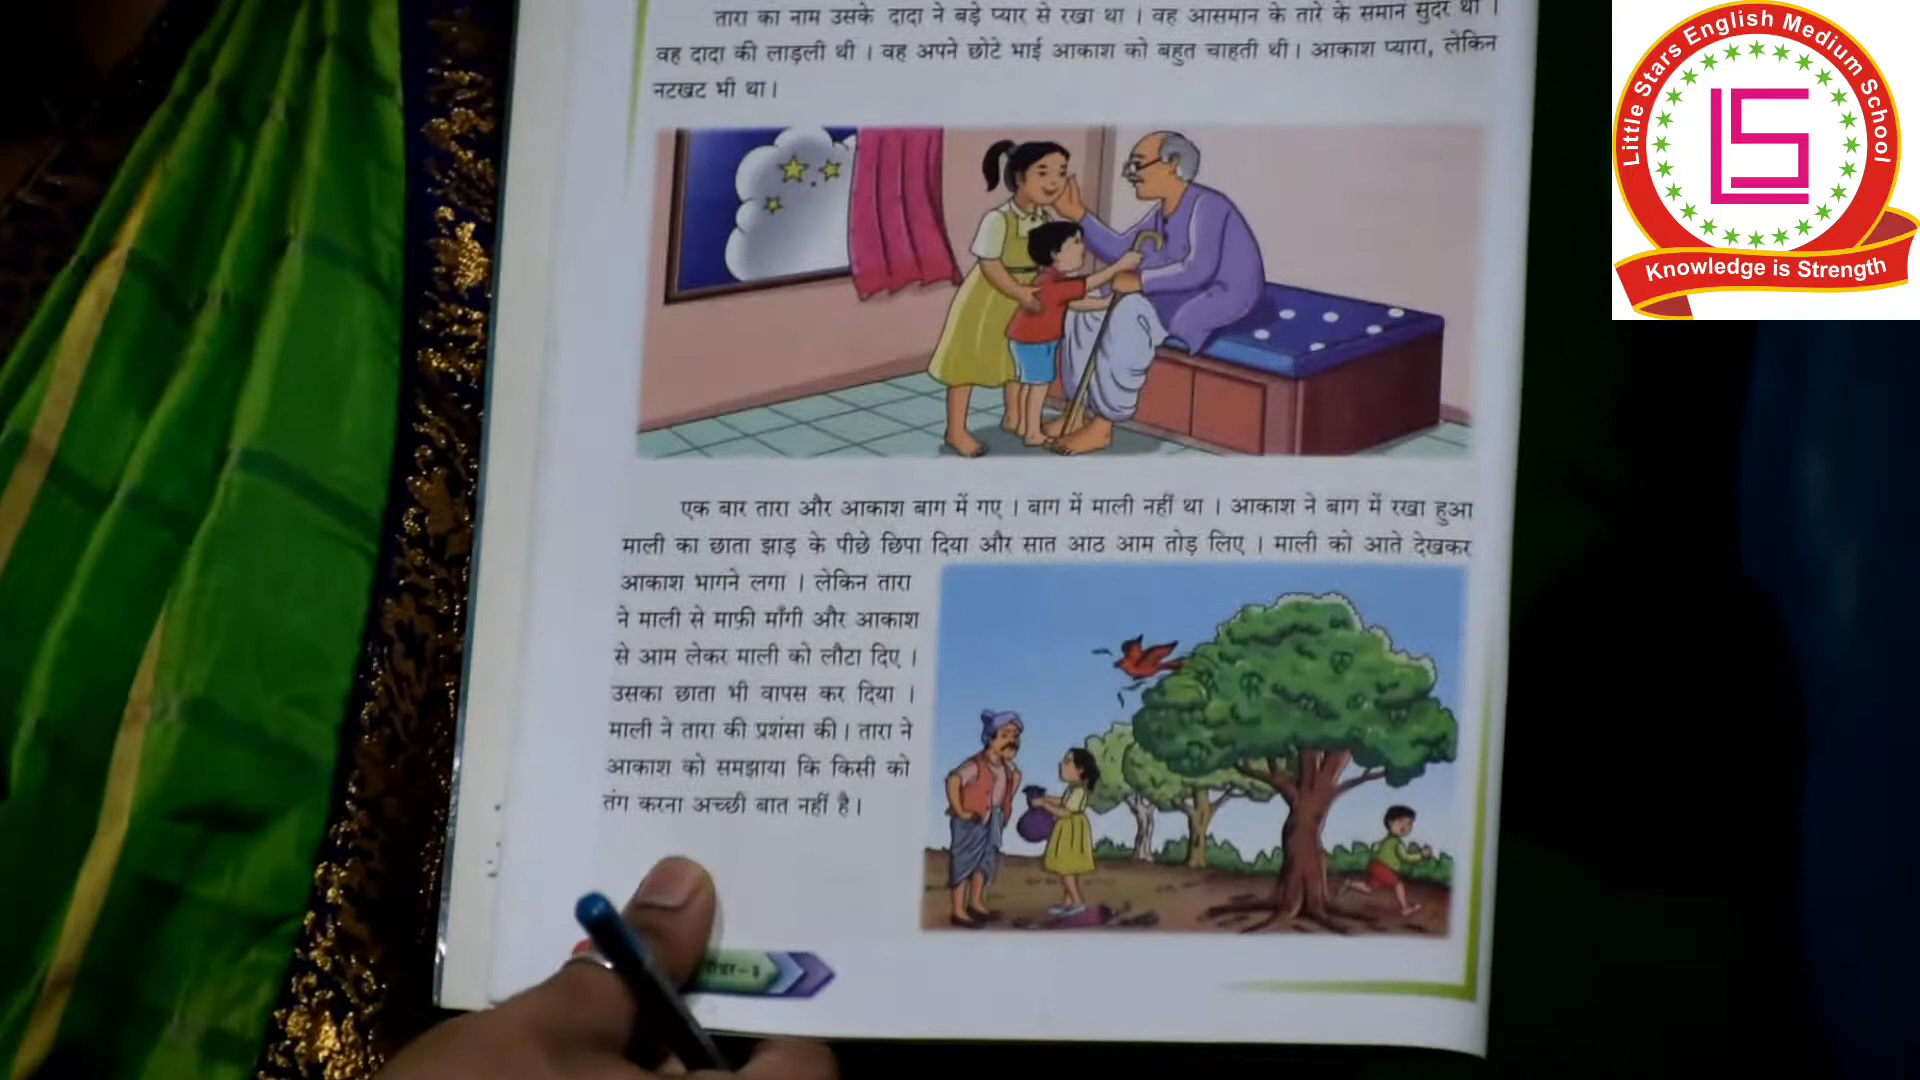 तारा का नाम उसके दादा ने बड़े प्यार से रखा था । वह आसमान के तारे के समान सुंदर थी ।
वह दादा की लाड़ली थी । वह अपने छोटे भाई आकाश को बहुत चाहती थी । आकाश प्यारा, लेकिन
नटखट भी था ।
एक बार तारा और आकाश बाग में गए । बाग में माली नहीं था । आकाश ने बाग में रखा हुआ
माली का छाता झाड़ के पीछे छिपा दिया और सात आठ आम तोड़ लिए । माली को आते देखकर
आकाश भागने लगा । लेकिन तारा
ने माली से माफ़ी माँगी और आकाश
से आम लेकर माली को लौटा दिए ।
उसका छाता भी वापस कर दिया ।
माली ने तारा की प्रशंसा की । तारा ने
आकाश को समझाया कि किसी को
तंग करना अच्छी बात नहीं है ।
Little Stars English Medium School
LS
Knowledge is Strength